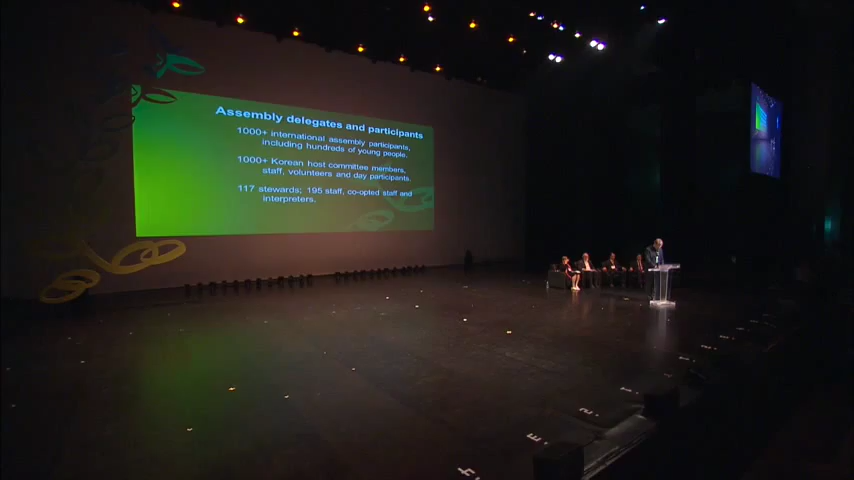 Assembly delegates and participants
1000+ international assembly participants,
including hundreds of young people.
1000+ Korean host committee members,
staff, volunteers and day participants.
117 stewards; 195 staff, co-opted staff and
interpreters.